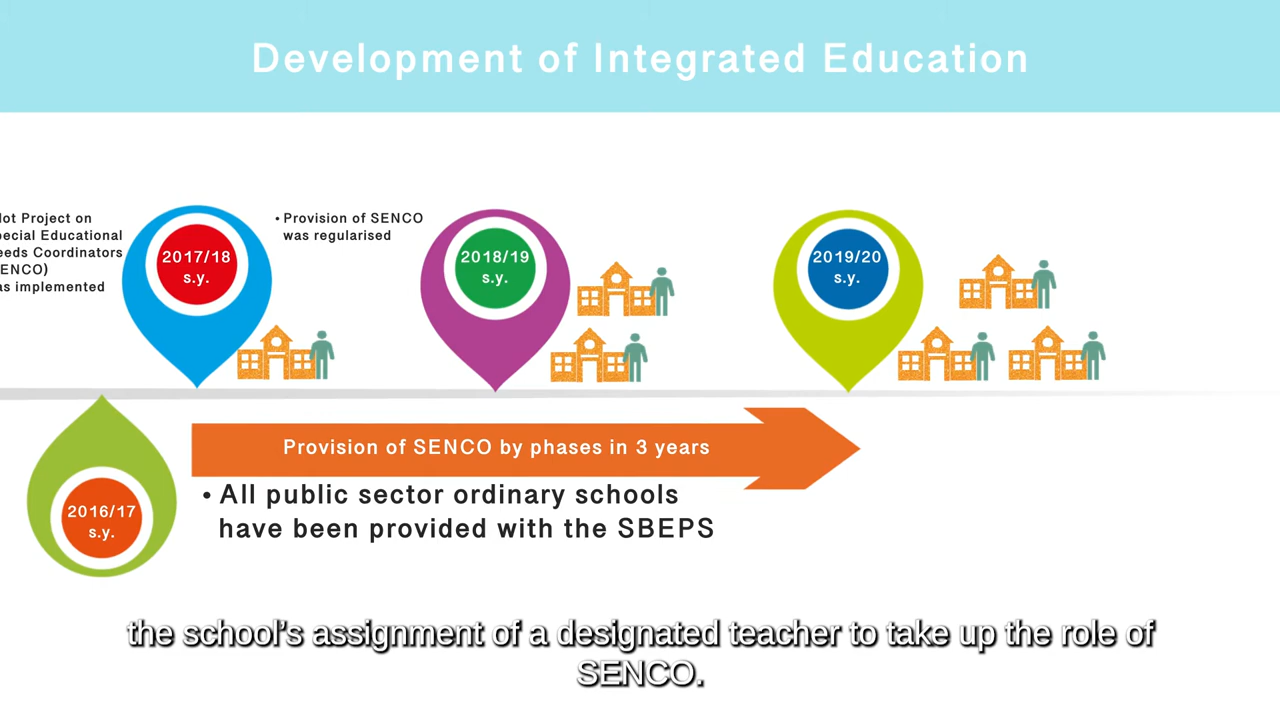 Development of Integrated Education
lot Project on
pecial Educational
eeds Coordinators
ENCO)
as implemented
2017/18
s.y.
• Provision of SENCO
was regularised
2018/19
s.y.
2019/20
s.y.
Provision of SENCO by phases in 3 years
2016/17
s.y.
• All public sector ordinary schools
have been provided with the SBEPS
the school's assignment of a designated teacher to take up the role of
SENCO.